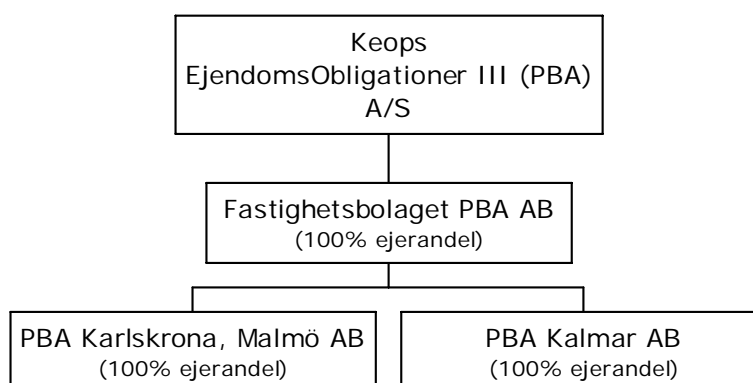 Keops
EjendomsObligationer III (PBA)
A/S
Fastighetsbolaget PBA AB
(100% ejerandel)
PBA Karlskrona, Malmö AB
(100% ejerandel)
PBA Kalmar AB
(100% ejerandel)